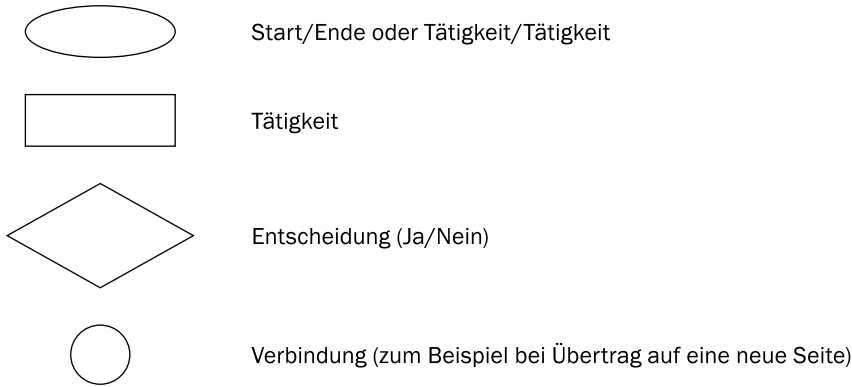 Start/Ende oder Tätigkeit/Tätigkeit
Tätigkeit
Entscheidung (Ja/Nein)
Verbindung (zum Beispiel bei Übertrag auf eine neue Seite)